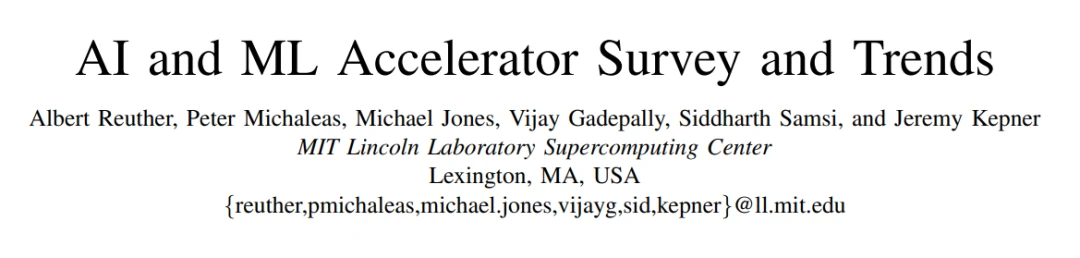 AI and ML Accelerator Survey and Trends
Albert Reuther, Peter Michaleas, Michael Jones, Vijay Gadepally, Siddharth Samsi, and Jeremy Kepner
MIT Lincoln Laboratory Supercomputing Center
Lexington, MA, USA
{reuther,pmichaleas,michael.jones,vijayg,sid,kepner}@ll.mit.edu